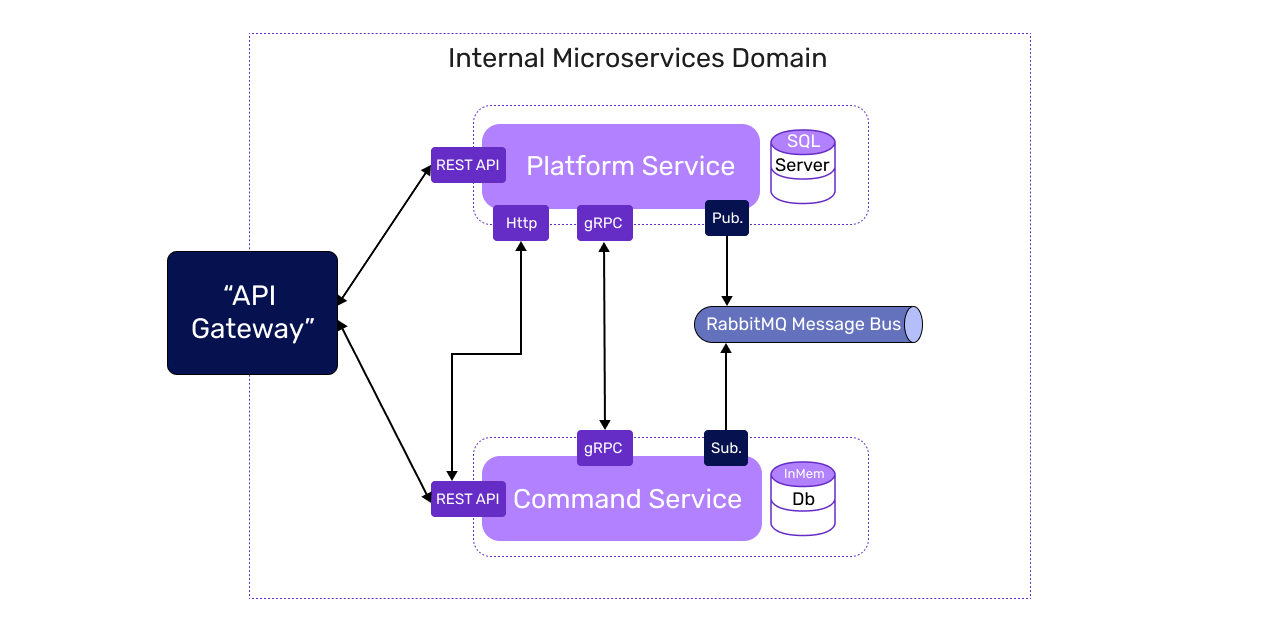 Internal Microservices Domain
REST API
Platform Service
SQL
Server
Http
gRPC
Pub.
“API
Gateway”
RabbitMQ Message Bus
gRPC
Sub.
REST API
Command Service
InMem
Db